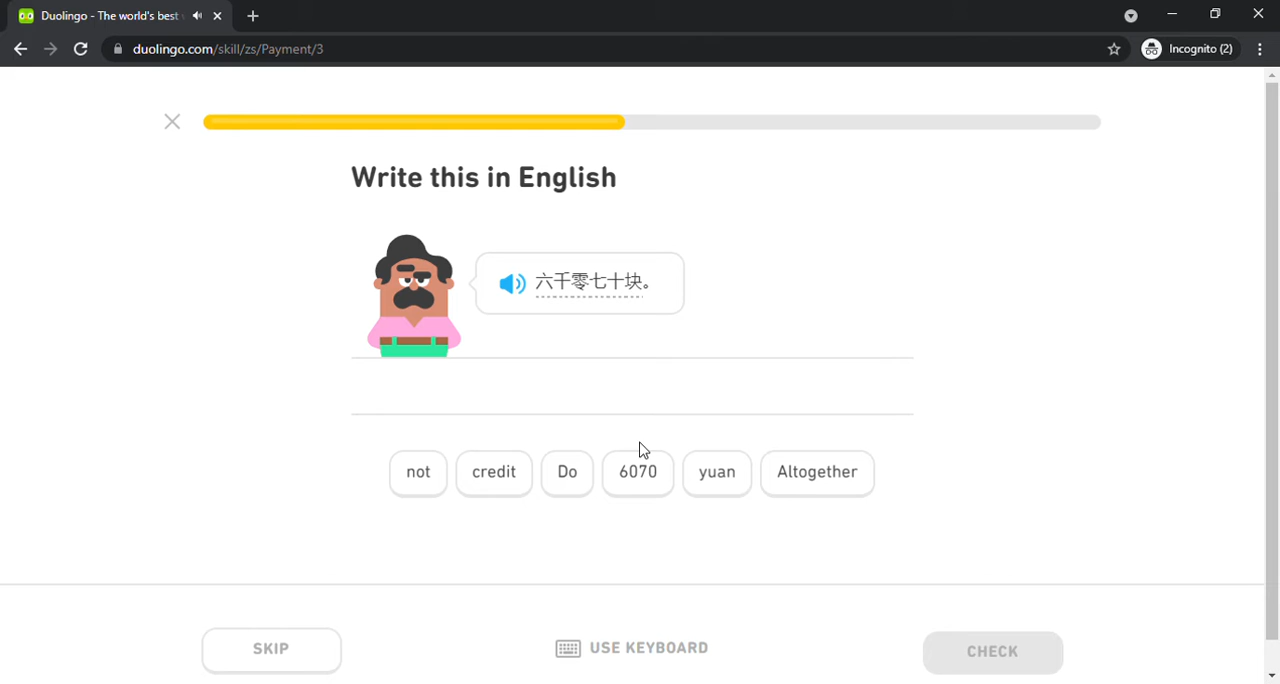 Duolingo - The world's best
duolingo.com/skill/zs/Payment/3
Incognito (2)
Write this in English
六千零七十块。
not credit Do 6070 yuan Altogether
SKIP
USE KEYBOARD
CHECK